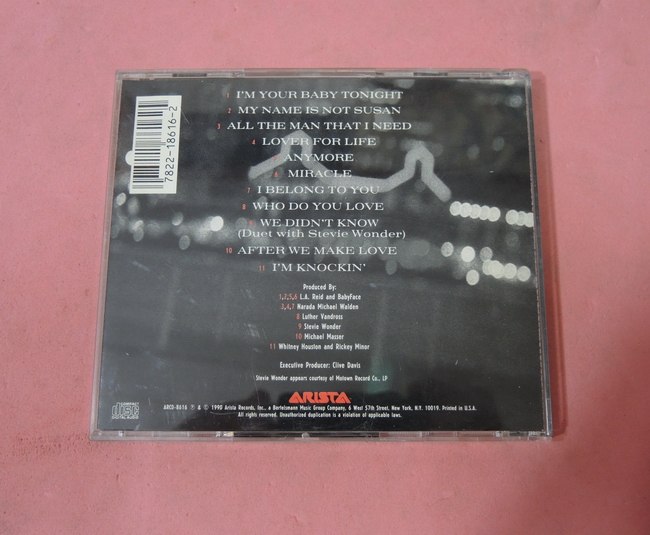 7822-18616-2
1 I'M YOUR BABY TONIGHT
2 MY NAME IS NOT SUSAN
3 ALL THE MAN THAT I NEED
4 LOVER FOR LIFE
5 ANYMORE
6 MIRACLE
7 I BELONG TO YOU
8 WHO DO YOU LOVE
9 WE DIDN'T KNOW
(Duet with Stevie Wonder)
10 AFTER WE MAKE LOVE
11 I'M KNOCKIN'
Produced By:
1,2,5,6 L.A. Reid and BabyFace
3,4,7 Narada Michael Walden
8 Luther Vandross
9 Stevie Wonder
10 Michael Masser
11 Whitney Houston and Rickey Minor
Executive Producer: Clive Davis
Stevie Wonder appears courtesy of Motown Record Co., LP
ARISTA
COMPACT
disc
DIGITAL AUDIO
ARCD-8616 ℗ & © 1990 Arista Records, Inc., a Bertelsmann Music Group Company, 6 West 57th Street, New York, N.Y. 10019. Printed in U.S.A.
All rights reserved. Unauthorized duplication is a violation of applicable laws.